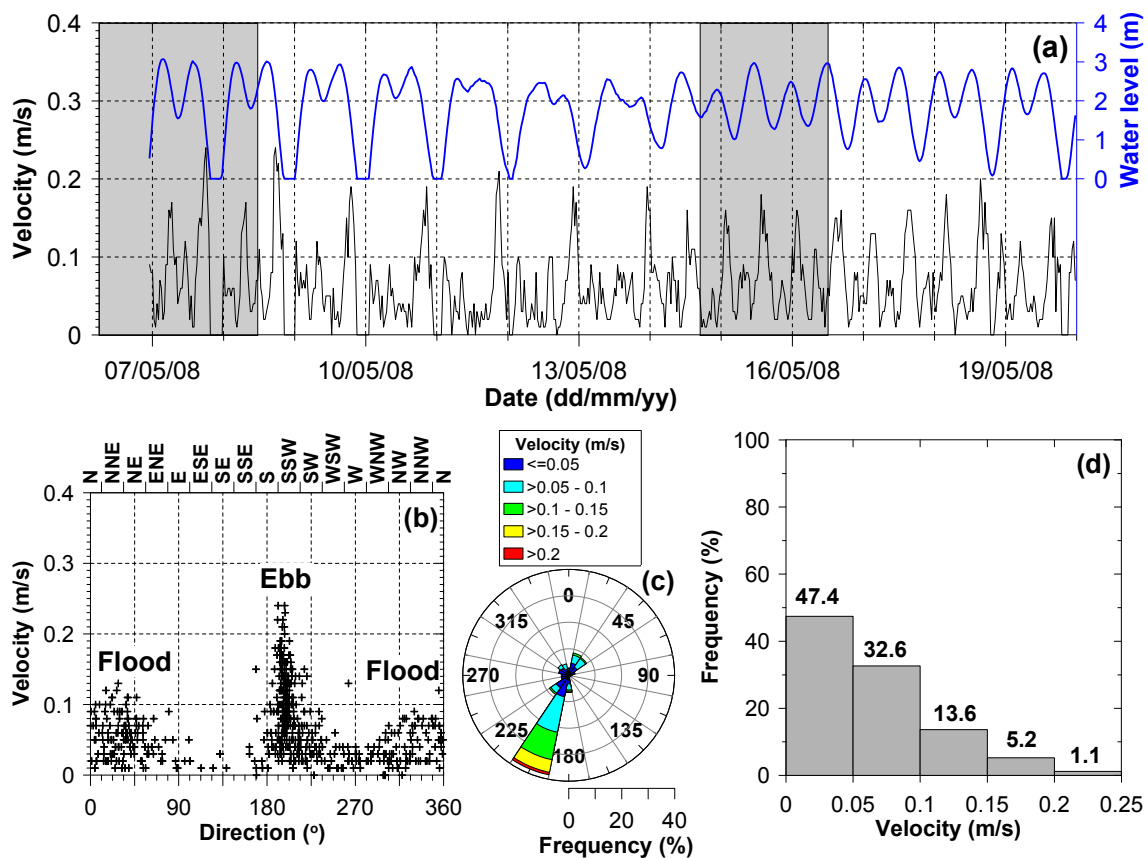 (a)
0.4
0.3
0.2
0.1
0
Velocity (m/s)
4
3
2
1
0
Water level (m)
07/05/08 10/05/08 13/05/08 16/05/08 19/05/08
Date (dd/mm/yy)
N NNE NE ENE E ESE SE SSE S SSW SW WSW W WNW NW NNW N
(b)
0.4
0.3
0.2
0.1
0
Velocity (m/s)
Ebb
Flood
Flood
0 90 180 270 360
Direction (º)
Velocity (m/s)
<=0.05
>0.05 - 0.1
>0.1 - 0.15
>0.15 - 0.2
>0.2
(c)
0
45
90
135
180
225
270
315
0 20 40
Frequency (%)
(d)
100
80
60
40
20
0
Frequency (%)
47.4
32.6
13.6
5.2
1.1
0 0.05 0.1 0.15 0.2 0.25
Velocity (m/s)